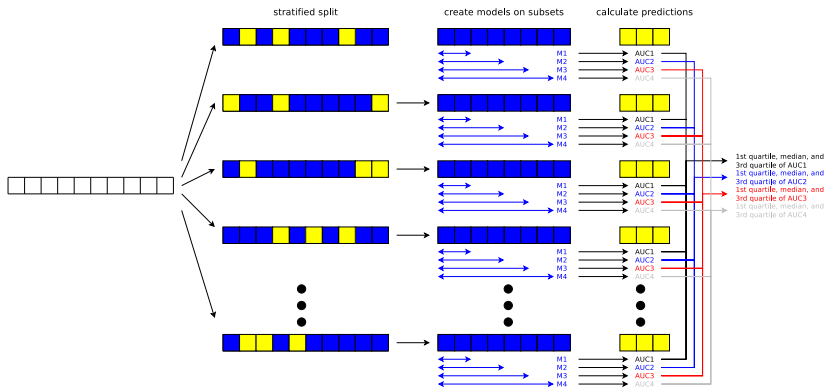 stratified split
create models on subsets
calculate predictions
M1
M2
M3
M4
AUC1
AUC2
AUC3
AUC4
M1
M2
M3
M4
AUC1
AUC2
AUC3
AUC4
M1
M2
M3
M4
AUC1
AUC2
AUC3
AUC4
M1
M2
M3
M4
AUC1
AUC2
AUC3
AUC4
M1
M2
M3
M4
AUC1
AUC2
AUC3
AUC4
1st quartile, median, and
3rd quartile of AUC1
1st quartile, median, and
3rd quartile of AUC2
1st quartile, median, and
3rd quartile of AUC3
1st quartile, median, and
3rd quartile of AUC4